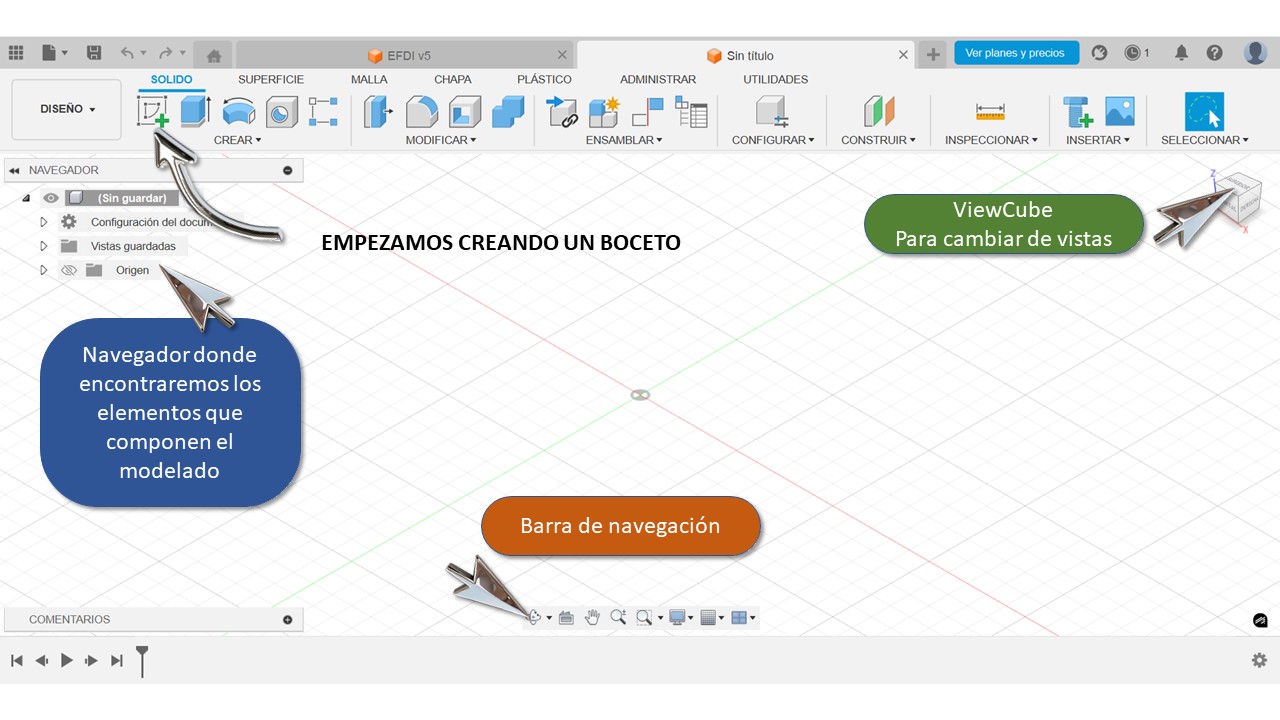 EFDI v5
Sin título
Ver planes y precios
1
DISEÑO
SOLIDO
SUPERFICIE
MALLA
CHAPA
PLÁSTICO
ADMINISTRAR
UTILIDADES
CREAR
MODIFICAR
ENSAMBLAR
CONFIGURAR
CONSTRUIR
INSPECCIONAR
INSERTAR
SELECCIONAR
NAVEGADOR
(Sin guardar)
Configuración del
Vistas guardadas
Origen
EMPEZAMOS CREANDO UN BOCETO
ViewCube
Para cambiar de vistas
Z
X
Navegador donde
encontraremos los
elementos que
componen el
modelado
Barra de navegación
COMENTARIOS